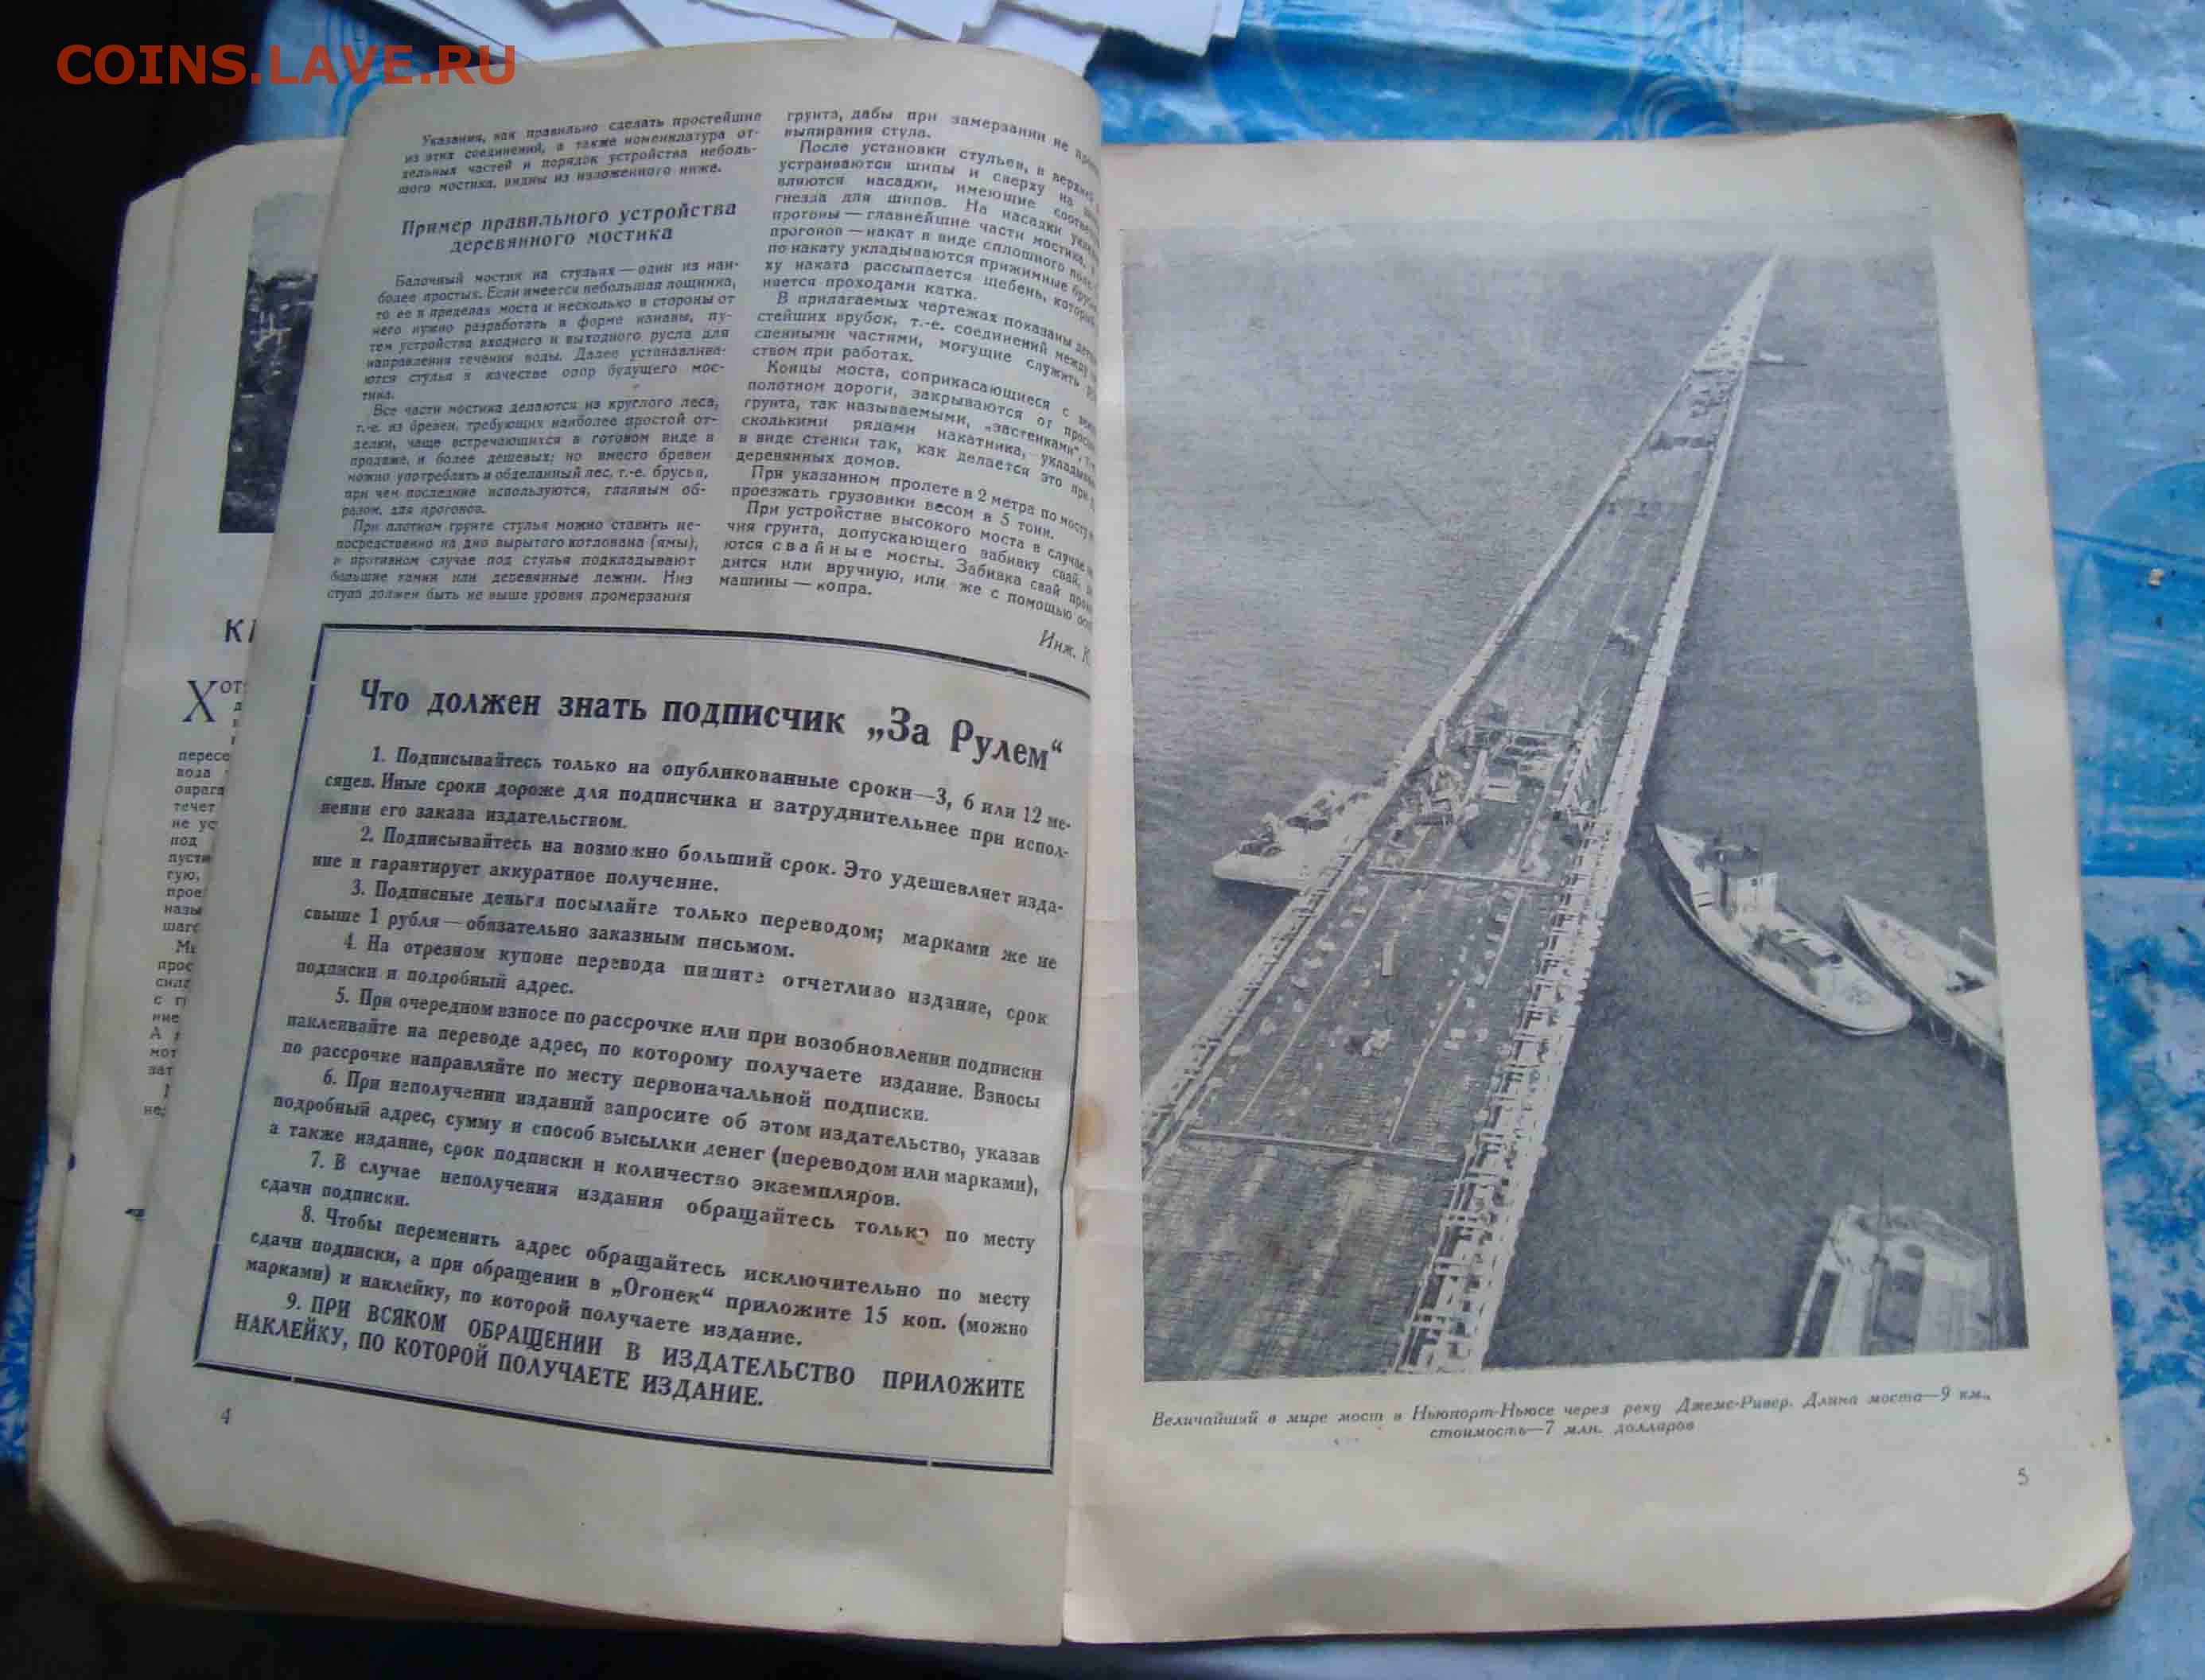 COINS.LAVE.RU
Указания, как правильно сделать простейшие
из этих соединений, а также номенклатура от-
дельных частей и порядок устройства неболь-
шого мостика, видны из изложенного ниже.
Пример правильного устройства
деревянного мостика
Балочный мостик на стульях — один из наи-
более простых. Если имеется небольшая лощинка,
то ее в пределах моста и несколько в стороны от
него нужно разработать в форме канавы, пу-
тем устройства входного и выходного русла для
направления течения воды. Далее устанавлива-
ются стулья в качестве опор будущего мос-
тика.
Все части мостика делаются из круглого леса,
т.-е. из бревен, требующих наиболее простой от-
делки, чаще встречающихся в готовом виде в
продаже, и более дешевых; но вместо бревен
можно употреблять и обделанный лес, т.-е. брусья,
при чем последние используются, главным об-
разом, для прогонов.
При плотном грунте стулья можно ставить не-
посредственно на дно вырытого котлована (ямы),
в противном случае под стулья подкладывают
большие камни или деревянные лежни. Низ
стула должен быть не выше уровня промерзания
грунта, дабы при замерзании не
выпирания стула.
После установки стульев, в верхней
устраиваются шипы и сверху на
вляются насадки, имеющие
гнезда для шипов. На насадки
прогоны — главнейшие части мостика,
прогонов — накат в виде сплошного
по накату укладываются прижимные
ху наката рассыпается щебень,
няется проходами катка.
В прилагаемых чертежах показаны
стейших врубок, т.-е. соединений между
сленными частями, могущие служить
ством при работах.
Концы моста, соприкасающиеся с
полотном дороги, закрываются от
грунта, так называемыми, „застенками“,
сколькими рядами накатника,
в виде стенки так, как делается это при
деревянных домов.
При указанном пролете в 2 метра по мосту
проезжать грузовики весом в 5 тонн.
При устройстве высокого моста в случае
чия грунта, допускающего забивку свай,
ются свайные мосты. Забивка свай
дится или вручную, или же с помощью
машины — копра.
Инж. К
Что должен знать подписчик „За Рулем“
1. Подписывайтесь только на опубликованные сроки—3, 6 или 12 ме-
сяцев. Иные сроки дороже для подписчика и затруднительнее при испол-
нении его заказа издательством.
2. Подписывайтесь на возможно больший срок. Это удешевляет изда-
ние и гарантирует аккуратное получение.
3. Подписные деньги посылайте только переводом; марками же не
свыше 1 рубля — обязательно заказным письмом.
4. На отрезном купоне перевода пишите отчетливо издание, срок
подписки и подробный адрес.
5. При очередном взносе по рассрочке или при возобновлении подписки
наклеивайте на переводе адрес, по которому получаете издание. Взносы
по рассрочке направляйте по месту первоначальной подписки.
6. При неполучении изданий запросите об этом издательство, указав
подробный адрес, сумму и способ высылки денег (переводом или марками),
а также издание, срок подписки и количество экземпляров.
7. В случае неполучения издания обращайтесь только по месту
сдачи подписки.
8. Чтобы переменить адрес обращайтесь исключительно по месту
сдачи подписки, а при обращении в „Огонек“ приложите 15 коп. (можно
марками) и наклейку, по которой получаете издание.
9. ПРИ ВСЯКОМ ОБРАЩЕНИИ В ИЗДАТЕЛЬСТВО ПРИЛОЖИТЕ
НАКЛЕЙКУ, ПО КОТОРОЙ ПОЛУЧАЕТЕ ИЗДАНИЕ.
4
Величайший в мире мост в Ньюпорт-Ньюсе через реку Джемс-Ривер. Длина моста—9 км.,
стоимость—7 млн. долларов
5